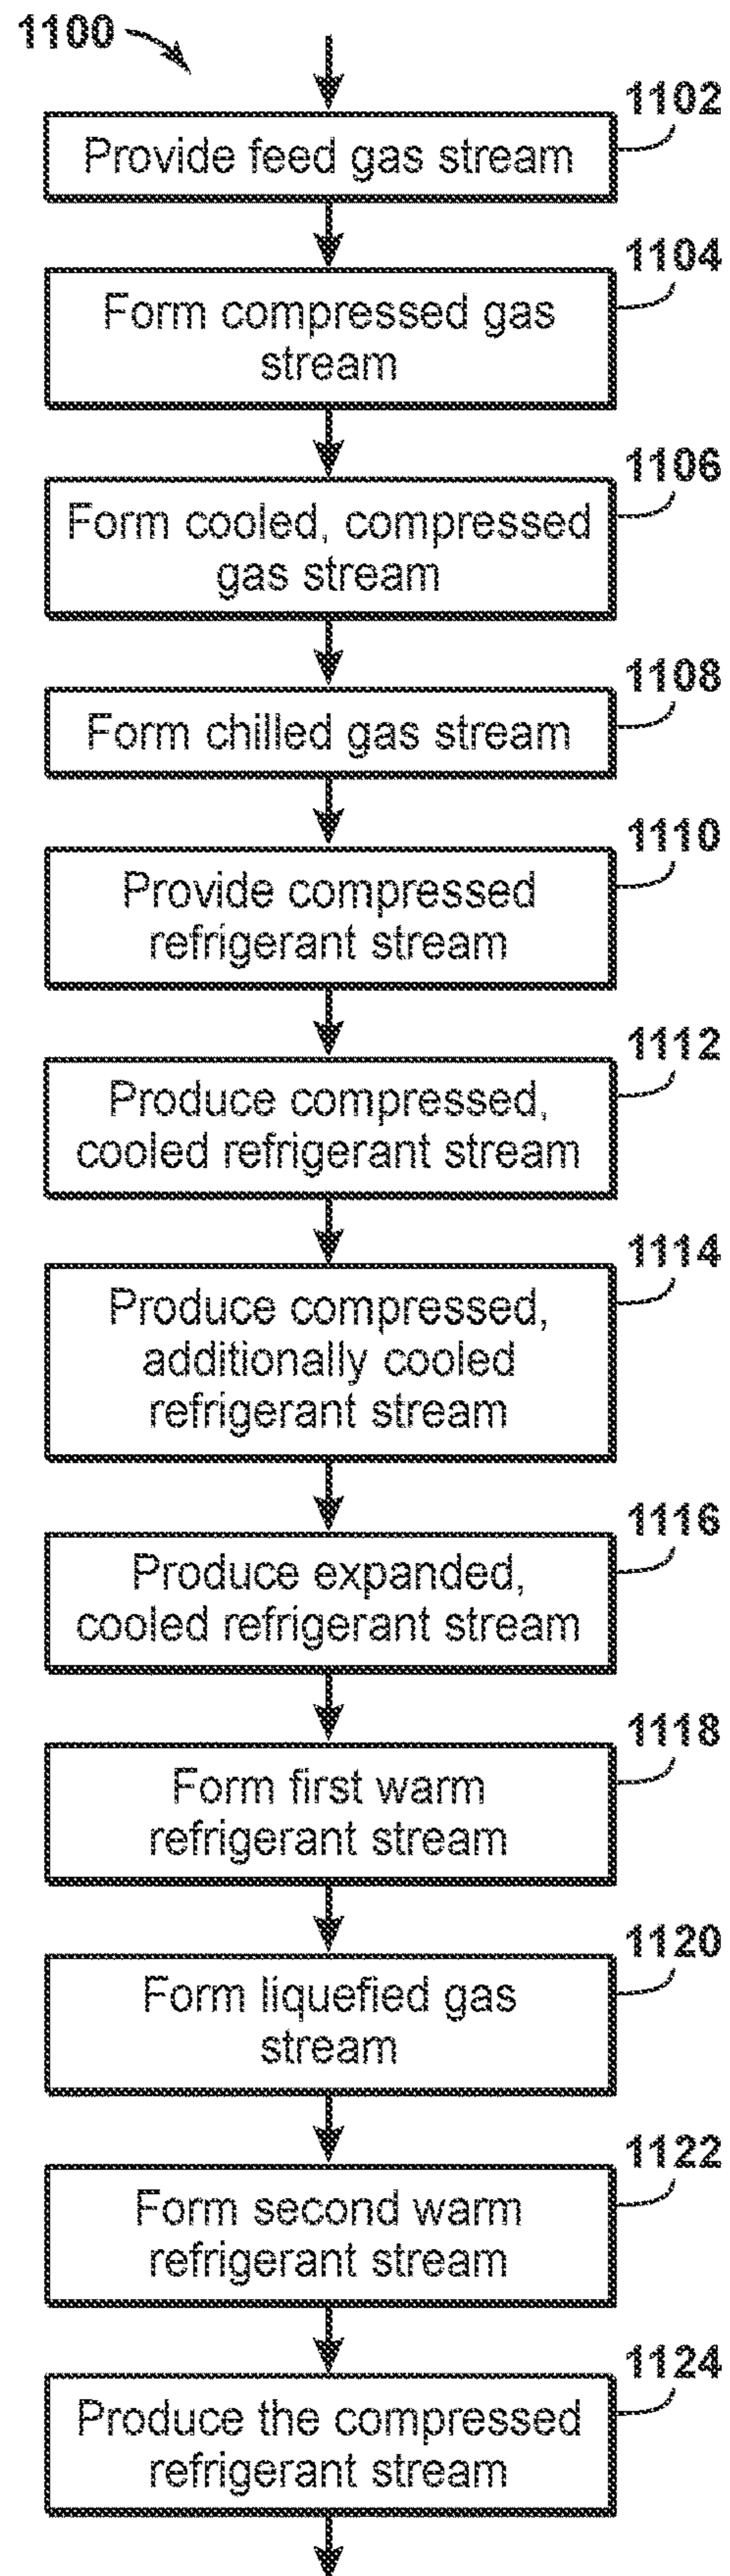 1100
1102
Provide feed gas stream
1104
Form compressed gas
stream
1106
Form cooled, compressed
gas stream
1108
Form chilled gas stream
1110
Provide compressed
refrigerant stream
1112
Produce compressed,
cooled refrigerant stream
1114
Produce compressed,
additionally cooled
refrigerant stream
1116
Produce expanded,
cooled refrigerant stream
1118
Form first warm
refrigerant stream
1120
Form liquefied gas
stream
1122
Form second warm
refrigerant stream
1124
Produce the compressed
refrigerant stream